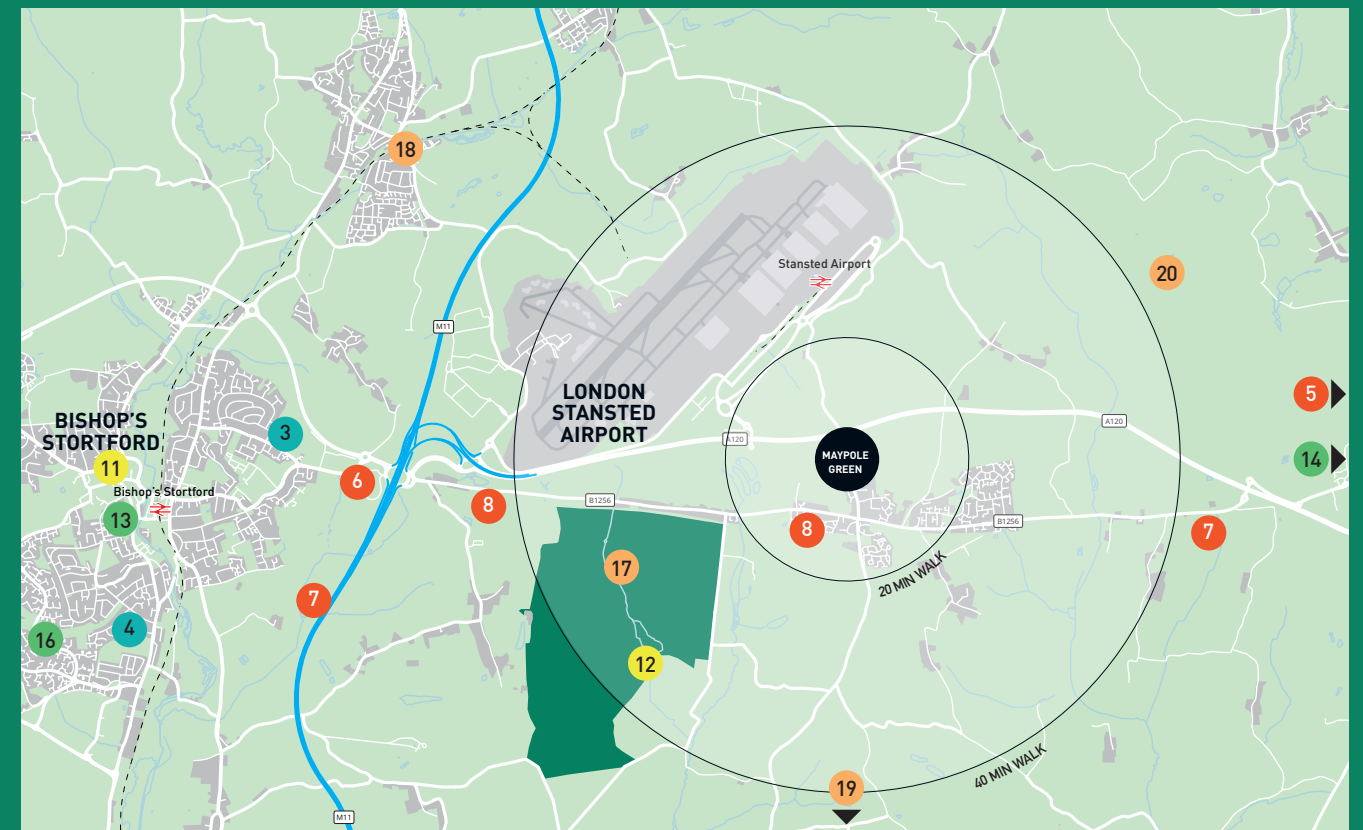 18
Stansted Airport
20
M11
LONDON
STANSTED
AIRPORT
5
BISHOP'S
STORTFORD
3
A120
A120
MAYPOLE
GREEN
14
11
6
Bishop's Stortford
8
B1256
13
8
B1256
7
17
20 MIN WALK
7
4
16
12
40 MIN WALK
19
M11